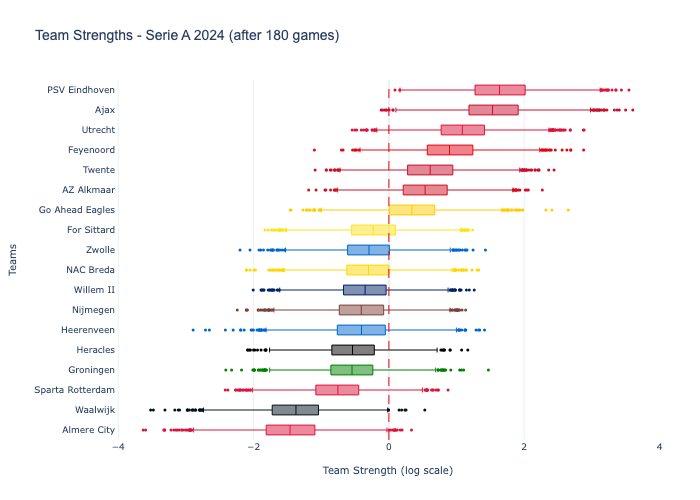 Team Strengths - Serie A 2024 (after 180 games)
PSV Eindhoven
Ajax
Utrecht
Feyenoord
Twente
AZ Alkmaar
Go Ahead Eagles
For Sittard
Zwolle
NAC Breda
Willem II
Nijmegen
Heerenveen
Heracles
Groningen
Sparta Rotterdam
Waalwijk
Almere City
Teams
−4 −2 0 2 4
Team Strength (log scale)